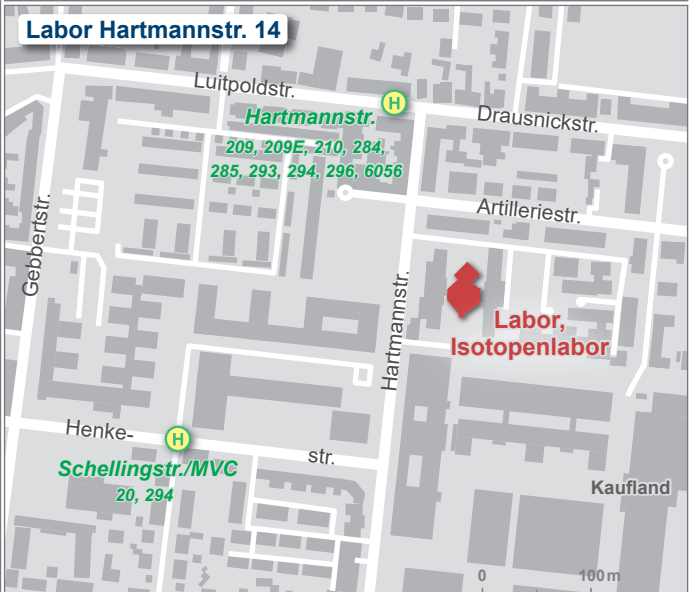 Labor Hartmannstr. 14
Luitpoldstr.
H
Hartmannstr.
209, 209E, 210, 284,
285, 293, 294, 296, 6056
Drausnickstr.
Artilleriestr.
Gebbertstr.
Hartmannstr.
Labor,
Isotopenlabor
Henke-
H
str.
Schellingstr./MVC
20, 294
Kaufland
0 100 m